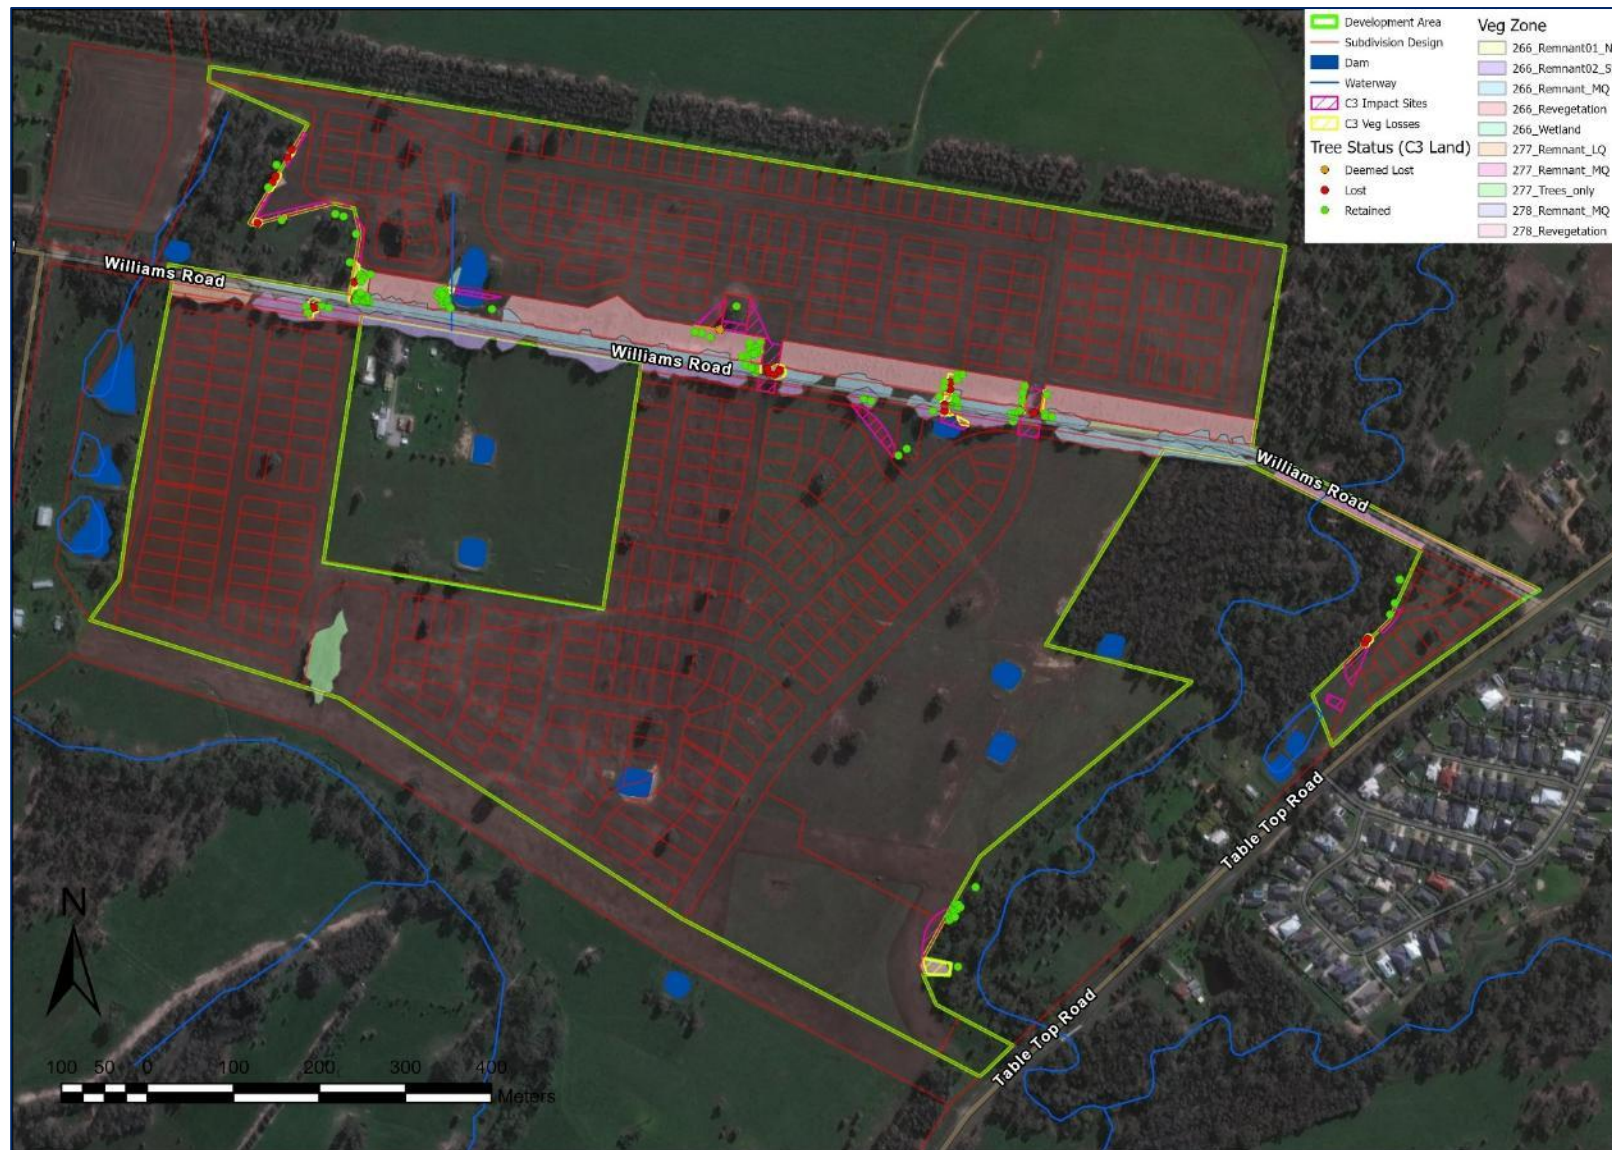 Development Area
Subdivision Design
Dam
Waterway
C3 Impact Sites
C3 Veg Losses
Tree Status (C3 Land)
Deemed Lost
Lost
Retained
Veg Zone
266_Remnant01_N
266_Remnant02_S
266_Remnant_MQ
266_Revegetation
266_Wetland
277_Remnant_LQ
277_Remnant_MQ
277_Trees_only
278_Remnant_MQ
278_Revegetation
Williams Road
Williams Road
Williams Road
Table Top Road
Table Top Road
N
100 50 0 100 200 300 400
Meters